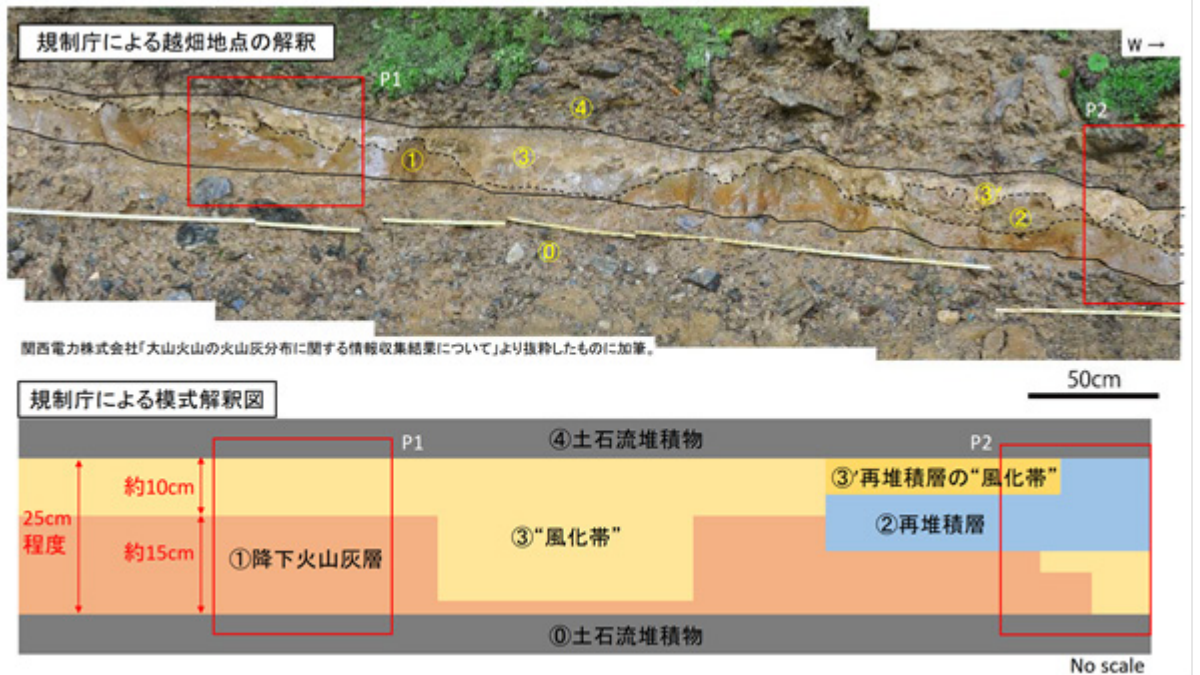 規制庁による越畑地点の解釈
W →
P1
P2
④
①
③
③’
②
⓪
関西電力株式会社「大山火山の火山灰分布に関する情報収集結果について」より抜粋したものに加筆。
50cm
規制庁による模式解釈図
④土石流堆積物
P1
P2
約10cm
③’再堆積層の“風化帯”
25cm
程度
②再堆積層
③“風化帯”
約15cm
①降下火山灰層
⓪土石流堆積物
No scale